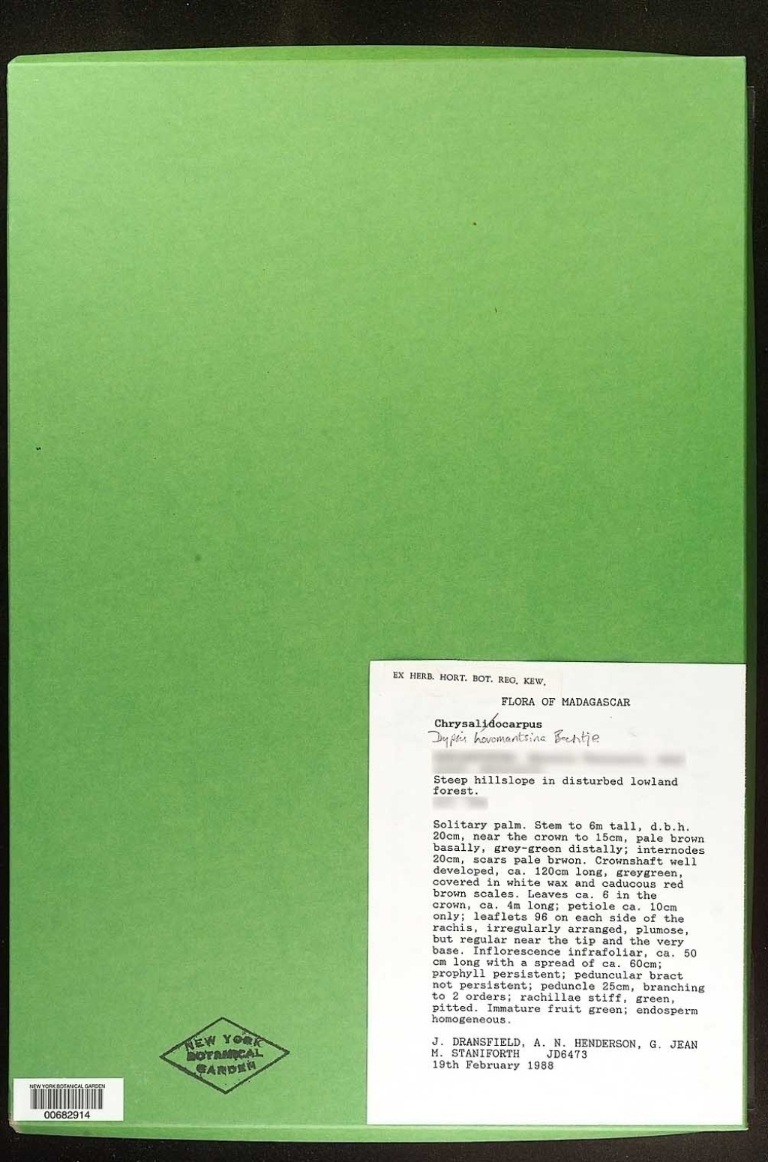 EX HERB. HORT. BOT. REG. KEW.
FLORA OF MADAGASCAR
Chrysalidocarpus
Dypsis hovomantsina Beentje
Steep hillslope in disturbed lowland
forest.
Solitary palm. Stem to 6m tall, d.b.h.
20cm, near the crown to 15cm, pale brown
basally, grey-green distally; internodes
20cm, scars pale brwon. Crownshaft well
developed, ca. 120cm long, greygreen,
covered in white wax and caducous red
brown scales. Leaves ca. 6 in the
crown, ca. 4m long; petiole ca. 10cm
only; leaflets 96 on each side of the
rachis, irregularly arranged, plumose,
but regular near the tip and the very
base. Inflorescence infrafoliar, ca. 50
cm long with a spread of ca. 60cm;
prophyll persistent; peduncular bract
not persistent; peduncle 25cm, branching
to 2 orders; rachillae stiff, green,
pitted. Immature fruit green; endosperm
homogeneous.
J. DRANSFIELD, A. N. HENDERSON, G. JEAN
M. STANIFORTH JD6473
19th February 1988
NEW YORK
BOTANICAL
GARDEN
NEW YORK BOTANICAL GARDEN
00682914